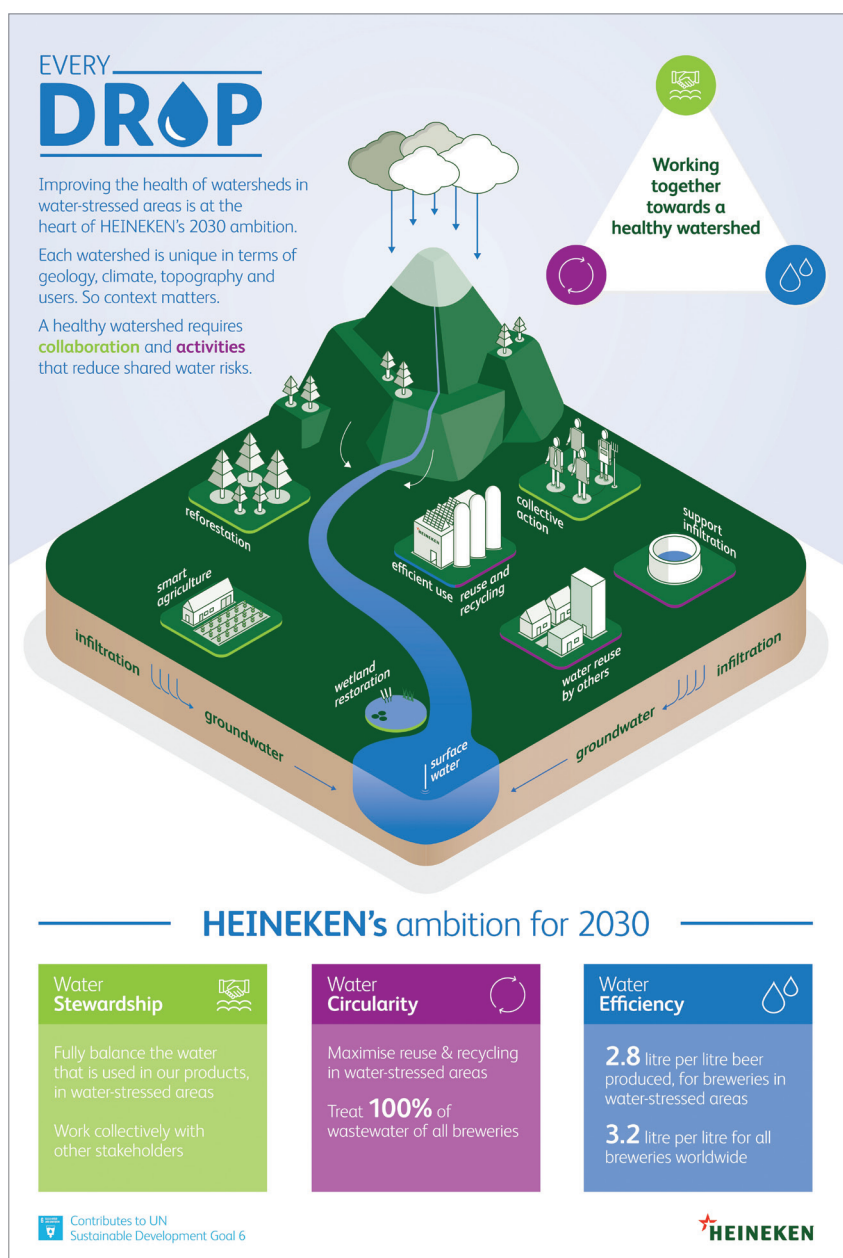 EVERY
DROP
Improving the health of watersheds in
water-stressed areas is at the
heart of HEINEKEN's 2030 ambition.
Each watershed is unique in terms of
geology, climate, topography and
users. So context matters.
A healthy watershed requires
collaboration and activities
that reduce shared water risks.
Working
together
towards a
healthy watershed
reforestation
smart
agriculture
HEINEKEN
efficient use
reuse and
recycling
collective
action
support
infiltration
water reuse
by others
wetland
restoration
surface
water
infiltration
groundwater
groundwater
infiltration
HEINEKEN's ambition for 2030
Water
Stewardship
Fully balance the water
that is used in our products,
in water-stressed areas
Work collectively with
other stakeholders
Water
Circularity
Maximise reuse & recycling
in water-stressed areas
Treat 100% of
wastewater of all breweries
Water
Efficiency
2.8 litre per litre beer
produced, for breweries in
water-stressed areas
3.2 litre per litre for all
breweries worldwide
Contributes to UN
Sustainable Development Goal 6
HEINEKEN